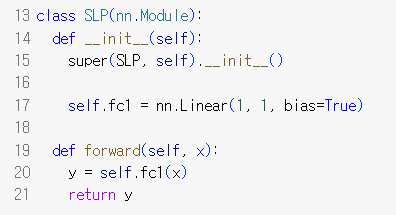 13 class SLP(nn.Module):
14   def __init__(self):
15     super(SLP, self).__init__()
16
17     self.fc1 = nn.Linear(1, 1, bias=True)
18
19   def forward(self, x):
20     y = self.fc1(x)
21     return y